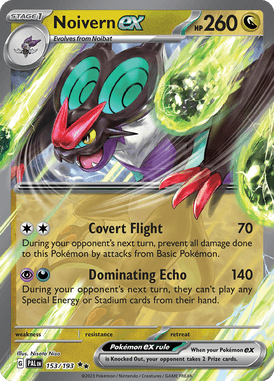 STAGE 1
Noivern ex
HP 260
Evolves from Noibat
Covert Flight 70
During your opponent's next turn, prevent all damage done
to this Pokémon by attacks from Basic Pokémon.
Dominating Echo 140
During your opponent's next turn, they can't play any
Special Energy or Stadium cards from their hand.
weakness resistance retreat
Pokémon ex rule
When your Pokémon ex
is Knocked Out, your opponent takes 2 Prize cards.
Illus. Nisota Niso
G PAL EN 153/193 ★★
©2023 Pokémon / Nintendo / Creatures / GAME FREAK